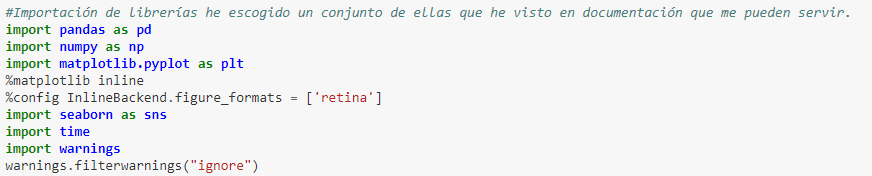 #Importación de librerías he escogido un conjunto de ellas que he visto en documentación que me pueden servir.
import pandas as pd
import numpy as np
import matplotlib.pyplot as plt
%matplotlib inline
%config InlineBackend.figure_formats = ['retina']
import seaborn as sns
import time
import warnings
warnings.filterwarnings("ignore")